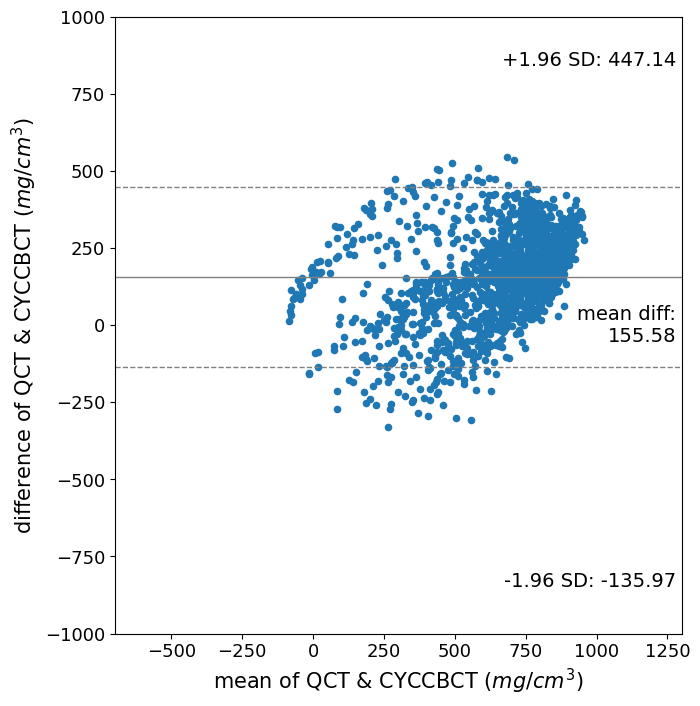 1000
+1.96 SD: 447.14
750
500
250
mean diff:
0
155.58
−250
−500
−750
-1.96 SD: -135.97
−1000
−500 −250 0 250 500 750 1000 1250
mean of QCT & CYCCBCT (mg/cm³)
difference of QCT & CYCCBCT (mg/cm³)